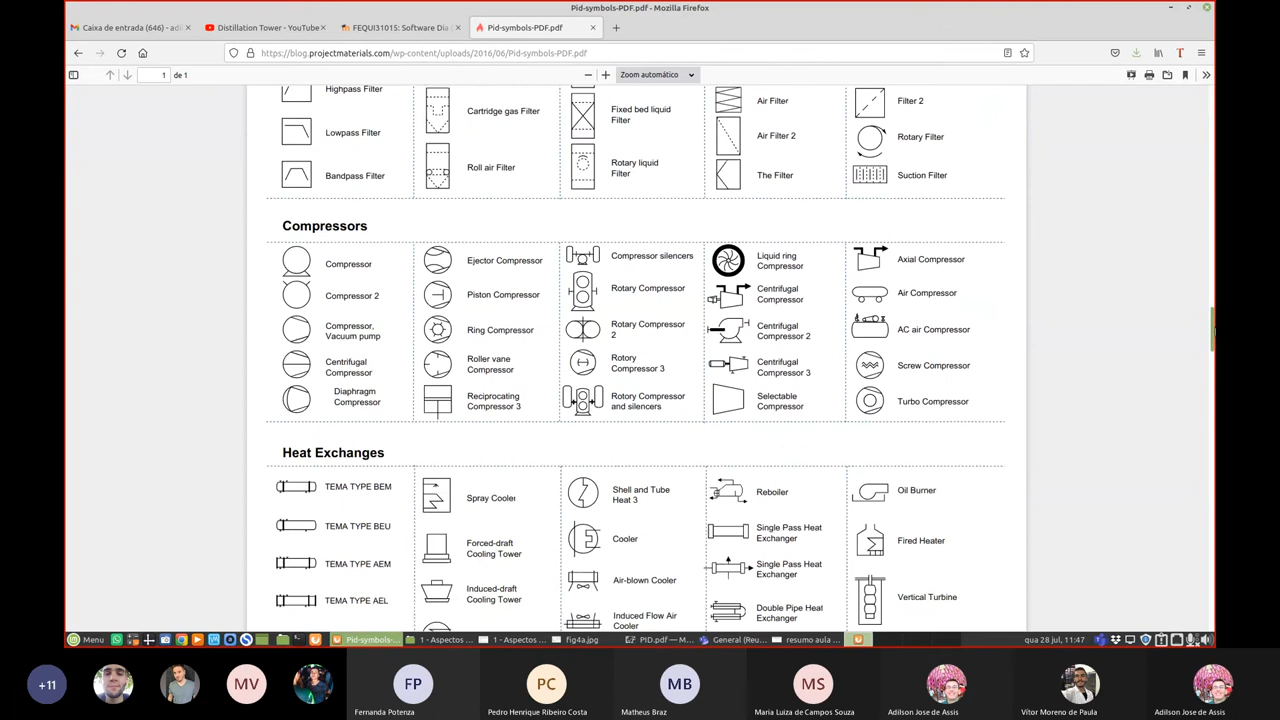 Pid-symbols-PDF.pdf — Mozilla Firefox
Caixa de entrada (646) - adi
Distillation Tower - YouTube
FEQUI31015: Software Dia
Pid-symbols-PDF.pdf
https://blog.projectmaterials.com/wp-content/uploads/2016/06/Pid-symbols-PDF.pdf
1 de 1
Zoom automático
Highpass Filter
Cartridge gas Filter
Fixed bed liquid
Filter
Air Filter
Filter 2
Lowpass Filter
Air Filter 2
Rotary Filter
Bandpass Filter
Roll air Filter
Rotary liquid
Filter
The Filter
Suction Filter
Compressors
Compressor
Ejector Compressor
Compressor silencers
Liquid ring
Compressor
Axial Compressor
Compressor 2
Piston Compressor
Rotary Compressor
Centrifugal
Compressor
Air Compressor
Compressor,
Vacuum pump
Ring Compressor
Rotary Compressor
2
Centrifugal
Compressor 2
AC air Compressor
Centrifugal
Compressor
Roller vane
Compressor
Rotory
Compressor 3
Centrifugal
Compressor 3
Screw Compressor
Diaphragm
Compressor
Reciprocating
Compressor 3
Rotory Compressor
and silencers
Selectable
Compressor
Turbo Compressor
Heat Exchanges
TEMA TYPE BEM
Spray Cooler
Shell and Tube
Heat 3
Reboiler
Oil Burner
TEMA TYPE BEU
Forced-draft
Cooling Tower
Cooler
Single Pass Heat
Exchanger
Fired Heater
TEMA TYPE AEM
Induced-draft
Cooling Tower
Air-blown Cooler
Single Pass Heat
Exchanger
Vertical Turbine
TEMA TYPE AEL
Induced Flow Air
Cooler
Double Pipe Heat
Exchanger
Menu
Pid-symbols-...
1 - Aspectos ...
1 - Aspectos ...
fig4a.jpg
PID.pdf — M...
General (Reu...
resumo aula ...
qua 28 jul, 11:47
+11
MV
FP
PC
MB
MS
Fernanda Potenza
Pedro Henrique Ribeiro Costa
Matheus Braz
Maria Luiza de Campos Souza
Adilson Jose de Assis
Vítor Moreno de Paula
Adilson Jose de Assis